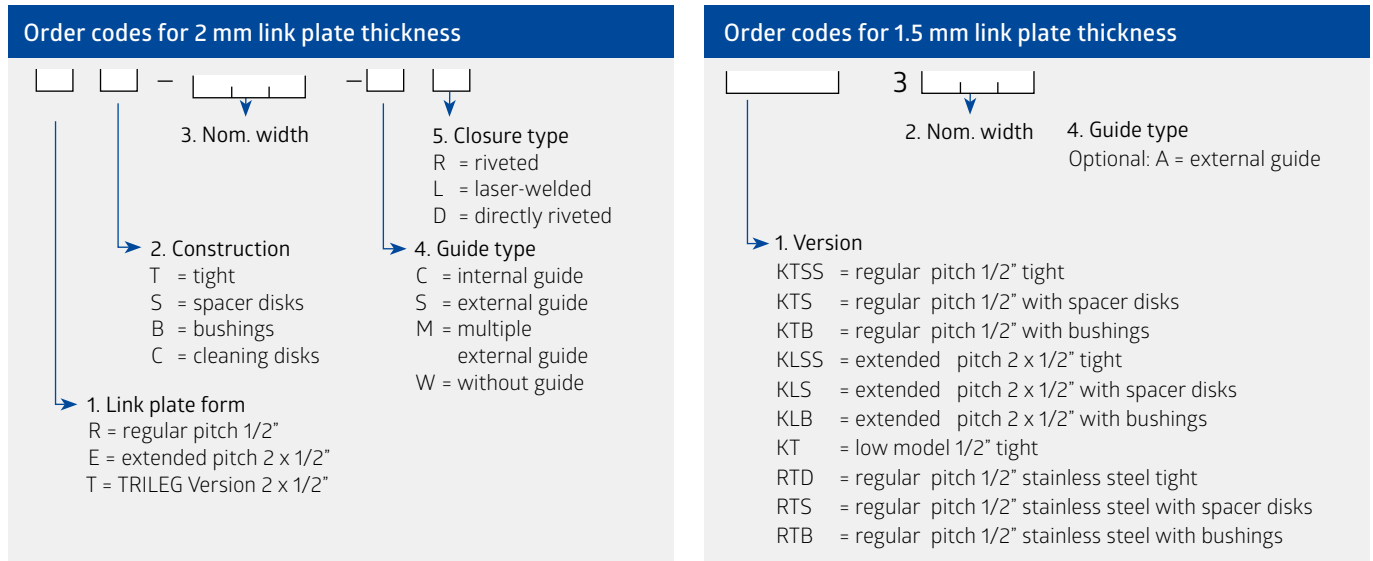 Order codes for 2 mm link plate thickness
– –
3. Nom. width
5. Closure type
R = riveted
L = laser-welded
D = directly riveted
2. Construction
T = tight
S = spacer disks
B = bushings
C = cleaning disks
4. Guide type
C = internal guide
S = external guide
M = multiple
external guide
W = without guide
1. Link plate form
R = regular pitch 1/2"
E = extended pitch 2 x 1/2"
T = TRILEG Version 2 x 1/2"
Order codes for 1.5 mm link plate thickness
3
2. Nom. width
4. Guide type
Optional: A = external guide
1. Version
KTSS = regular pitch 1/2" tight
KTS = regular pitch 1/2" with spacer disks
KTB = regular pitch 1/2" with bushings
KLSS = extended pitch 2 x 1/2" tight
KLS = extended pitch 2 x 1/2" with spacer disks
KLB = extended pitch 2 x 1/2" with bushings
KT = low model 1/2" tight
RTD = regular pitch 1/2" stainless steel tight
RTS = regular pitch 1/2" stainless steel with spacer disks
RTB = regular pitch 1/2" stainless steel with bushings